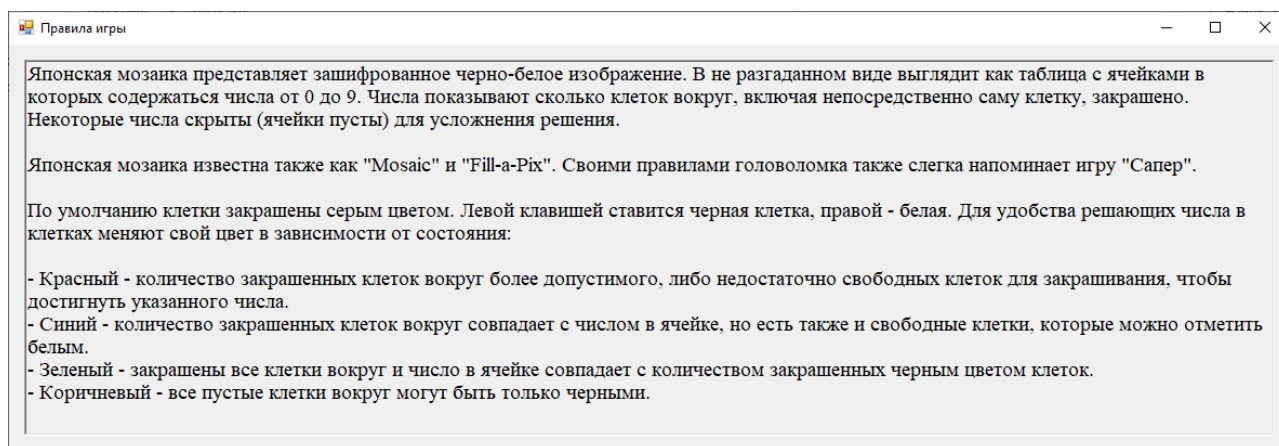 Правила игры
Японская мозаика представляет зашифрованное черно-белое изображение. В не разгаданном виде выглядит как таблица с ячейками в
которых содержаться числа от 0 до 9. Числа показывают сколько клеток вокруг, включая непосредственно саму клетку, закрашено.
Некоторые числа скрыты (ячейки пусты) для усложнения решения.
Японская мозаика известна также как "Mosaic" и "Fill-a-Pix". Своими правилами головоломка также слегка напоминает игру "Сапер".
По умолчанию клетки закрашены серым цветом. Левой клавишей ставится черная клетка, правой - белая. Для удобства решающих числа в
клетках меняют свой цвет в зависимости от состояния:
- Красный - количество закрашенных клеток вокруг более допустимого, либо недостаточно свободных клеток для закрашивания, чтобы
достигнуть указанного числа.
- Синий - количество закрашенных клеток вокруг совпадает с числом в ячейке, но есть также и свободные клетки, которые можно отметить
белым.
- Зеленый - закрашены все клетки вокруг и число в ячейке совпадает с количеством закрашенных черным цветом клеток.
- Коричневый - все пустые клетки вокруг могут быть только черными.